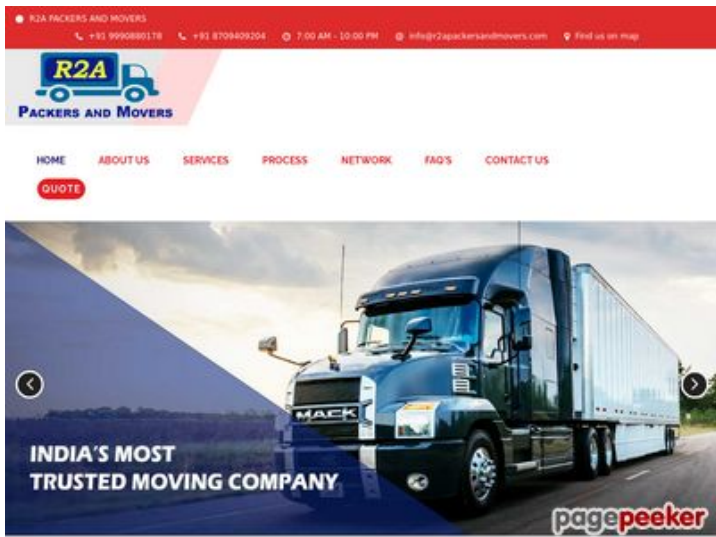 R2A PACKERS AND MOVERS
+91 9990880178 +91 8709409204 7:00 AM - 10:00 PM info@r2apackersandmovers.com Find us on map
R2A
PACKERS AND MOVERS
HOME ABOUT US SERVICES PROCESS NETWORK FAQ'S CONTACT US
QUOTE
MACK
INDIA'S MOST
TRUSTED MOVING COMPANY
pagepeeker